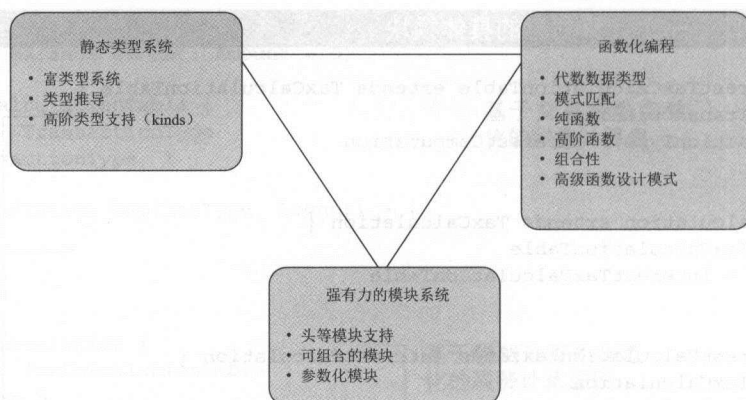 静态类型系统
• 富类型系统
• 类型推导
• 高阶类型支持（kinds）
函数化编程
• 代数数据类型
• 模式匹配
• 纯函数
• 高阶函数
• 组合性
• 高级函数设计模式
强有力的模块系统
• 头等模块支持
• 可组合的模块
• 参数化模块